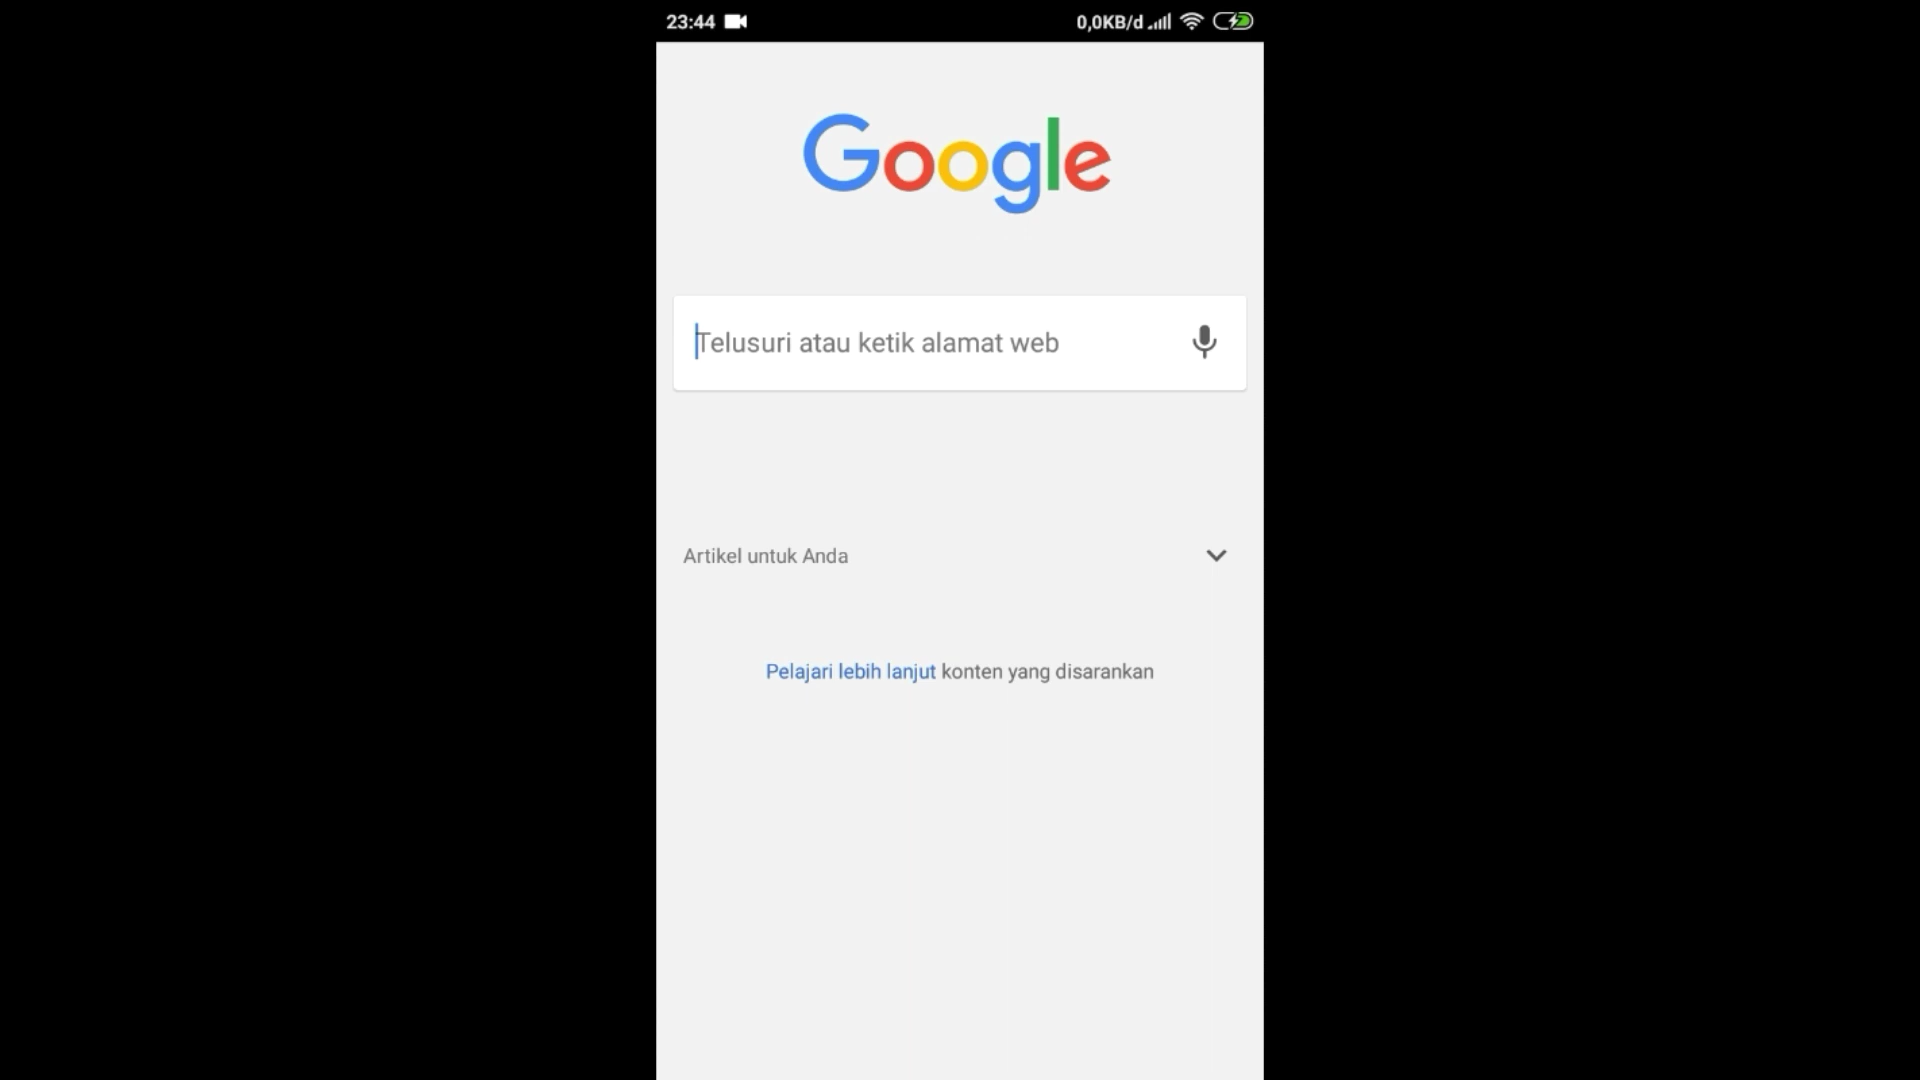 23:44 0,0KB/d
Google
Telusuri atau ketik alamat web
Artikel untuk Anda
Pelajari lebih lanjut konten yang disarankan